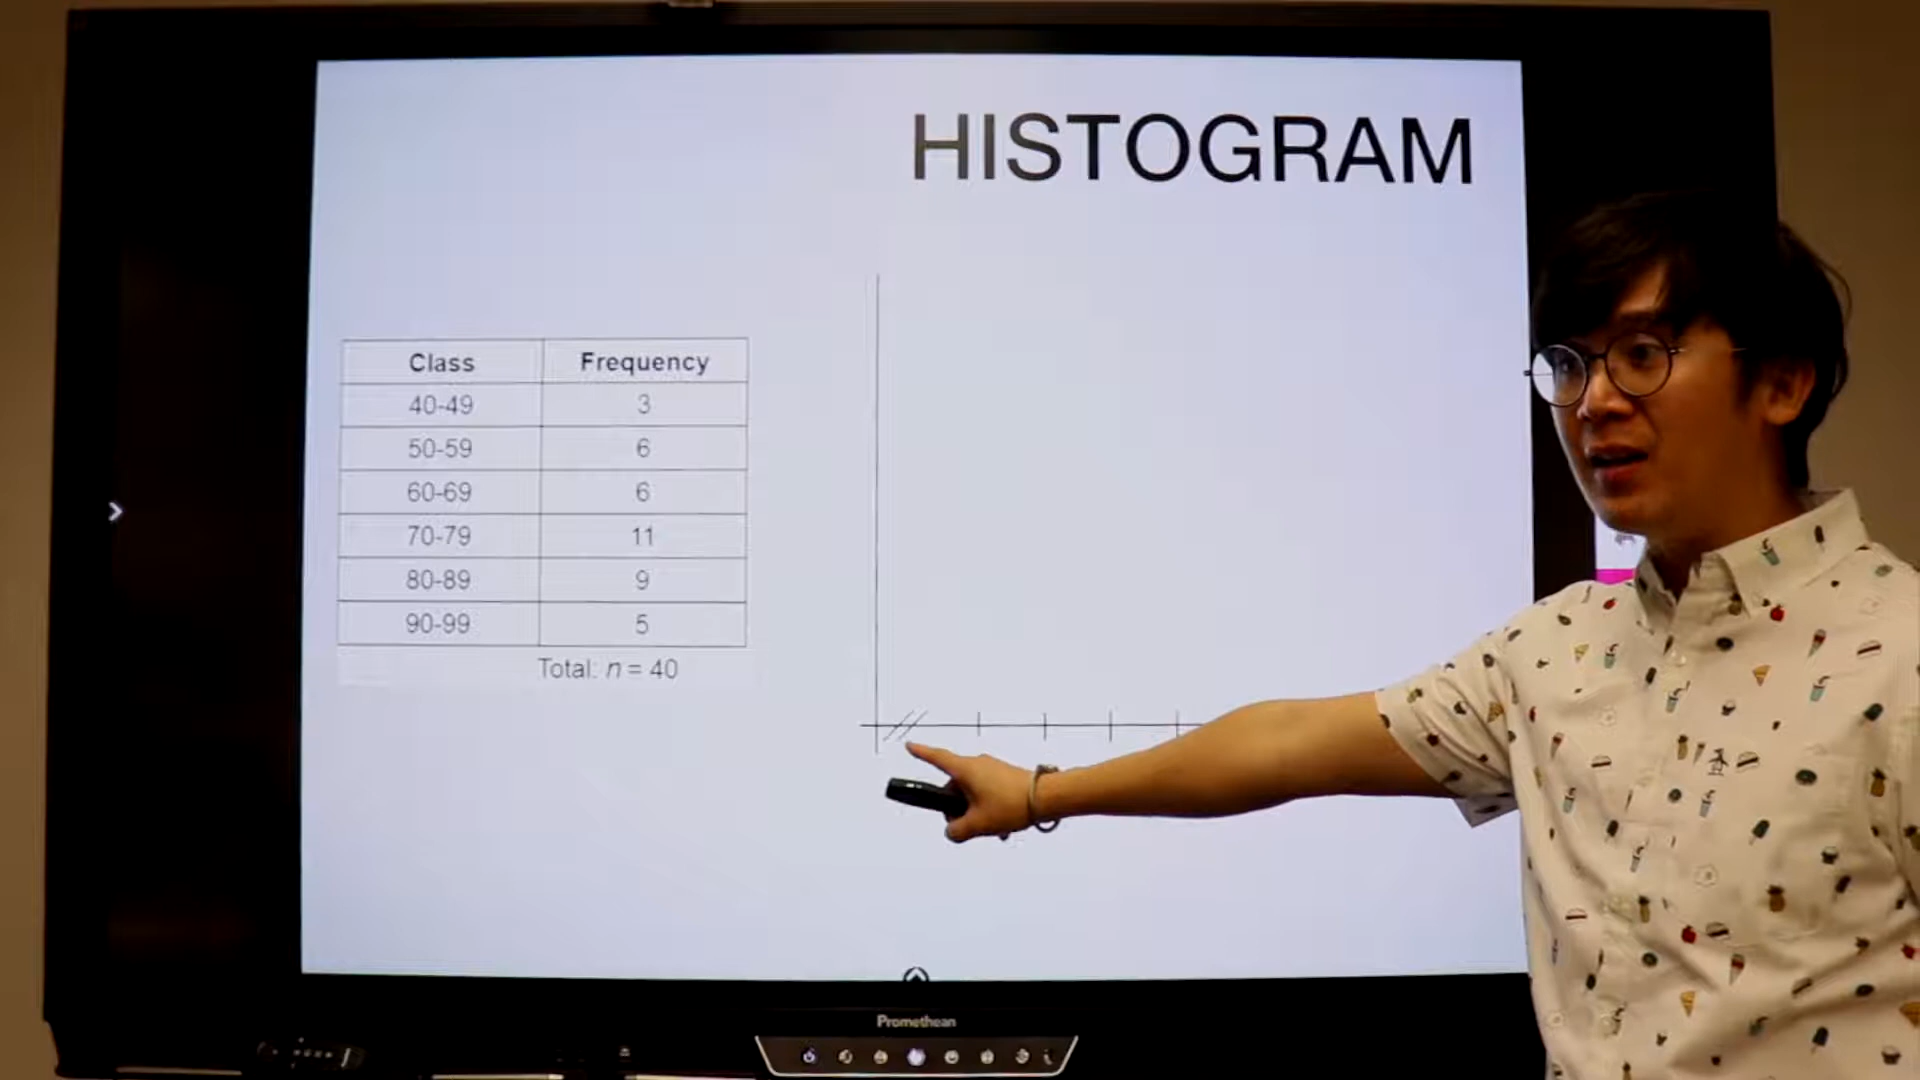 HISTOGRAM
Class Frequency
40-49 3
50-59 6
60-69 6
70-79 11
80-89 9
90-99 5
Total: n = 40
Promethean